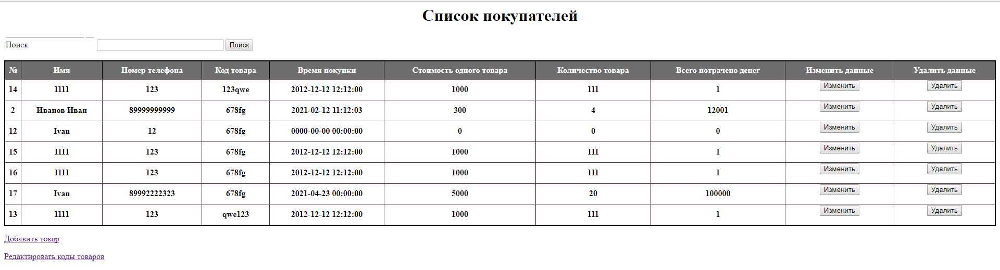 Список покупателей
Поиск Поиск
№ Имя Номер телефона Код товара Время покупки Стоимость одного товара Количество товара Всего потрачено денег Изменить данные Удалить данные
14 1111 123 123qwe 2012-12-12 12:12:00 1000 111 1 Изменить Удалить
2 Иванов Иван 89999999999 678fg 2021-02-12 11:12:03 300 4 12001 Изменить Удалить
12 Ivan 12 678fg 0000-00-00 00:00:00 0 0 0 Изменить Удалить
15 1111 123 678fg 2012-12-12 12:12:00 1000 111 1 Изменить Удалить
16 1111 123 678fg 2012-12-12 12:12:00 1000 111 1 Изменить Удалить
17 Ivan 89992222323 678fg 2021-04-23 00:00:00 5000 20 100000 Изменить Удалить
13 1111 123 qwe123 2012-12-12 12:12:00 1000 111 1 Изменить Удалить
Добавить товар
Редактировать коды товаров